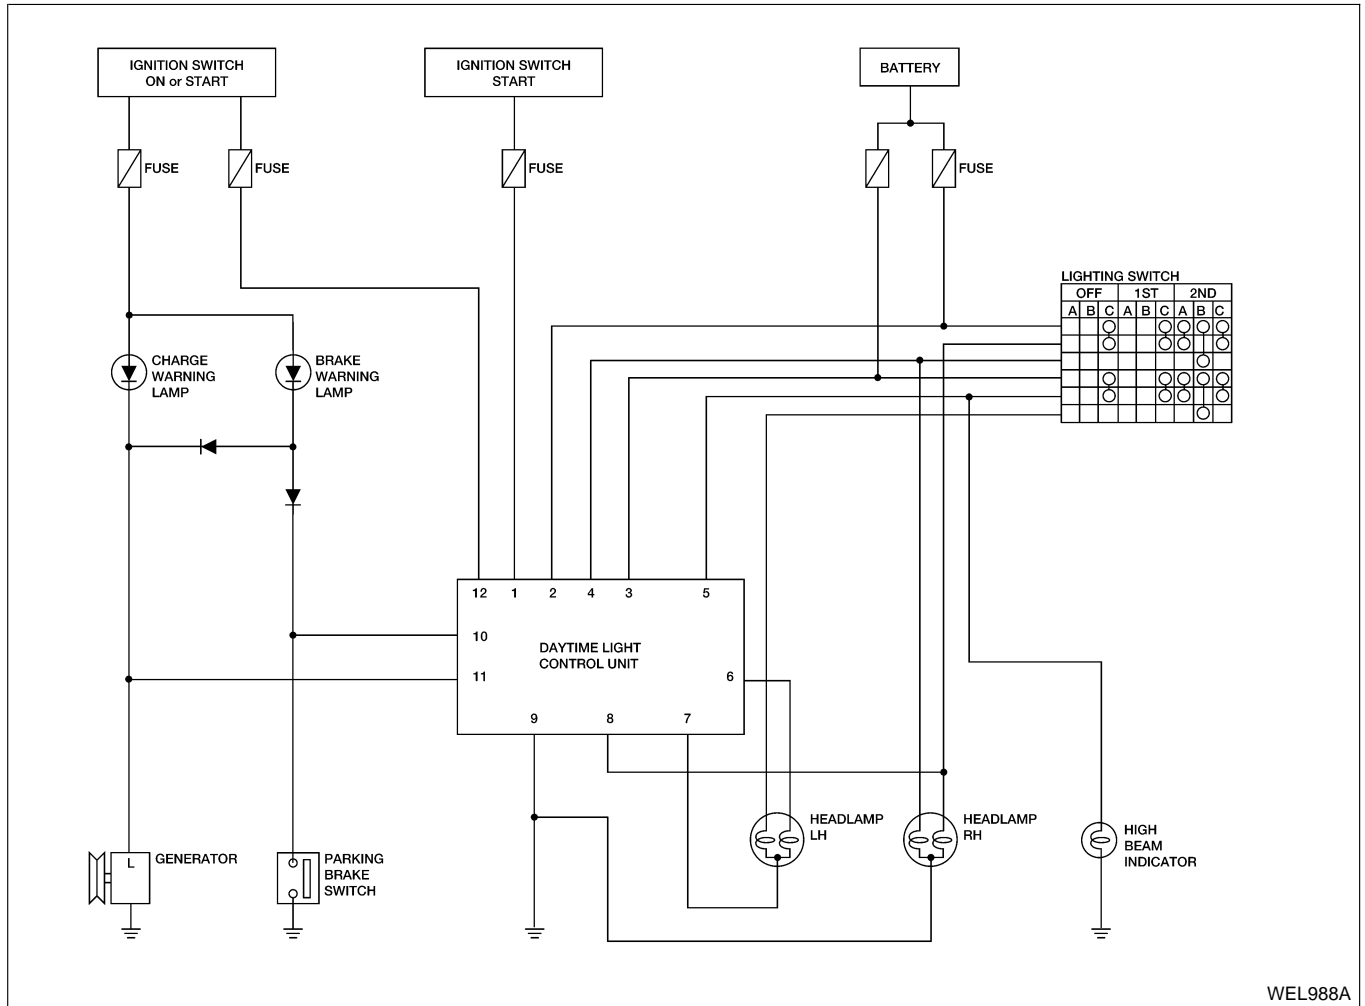 IGNITION SWITCH
ON or START
IGNITION SWITCH
START
BATTERY
FUSE
FUSE
FUSE
FUSE
LIGHTING SWITCH
OFF 1ST 2ND
A B C A B C A B C
CHARGE
WARNING
LAMP
BRAKE
WARNING
LAMP
12 1 2 4 3 5
10
DAYTIME LIGHT
CONTROL UNIT
11
6
9 8 7
HEADLAMP
LH
HEADLAMP
RH
HIGH
BEAM
INDICATOR
L
GENERATOR
PARKING
BRAKE
SWITCH
WEL988A